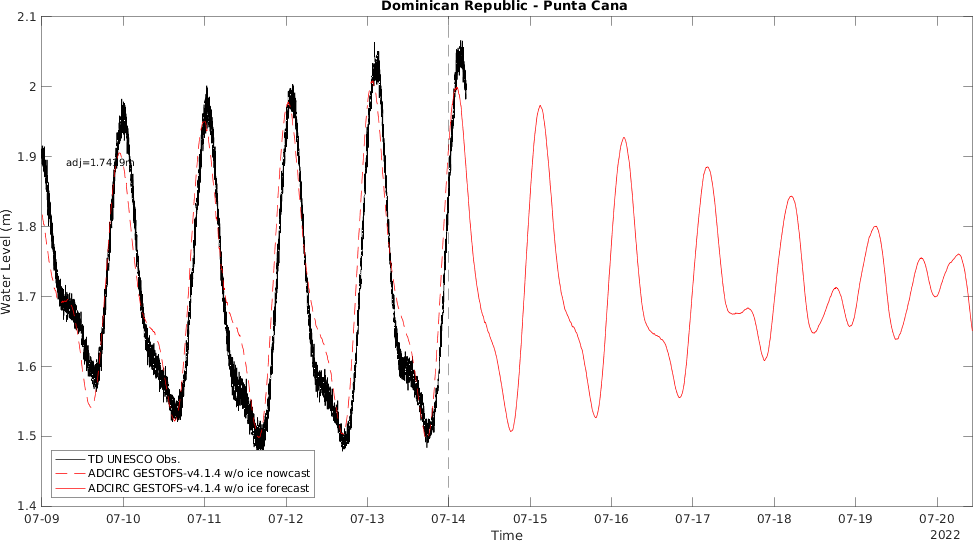 Dominican Republic - Punta Cana
2.1
2
1.9
1.8
1.7
1.6
1.5
1.4
Water Level (m)
adj=1.7419m
TD UNESCO Obs.
ADCIRC GESTOFS-v4.1.4 w/o ice nowcast
ADCIRC GESTOFS-v4.1.4 w/o ice forecast
07-09 07-10 07-11 07-12 07-13 07-14 07-15 07-16 07-17 07-18 07-19 07-20
Time
2022